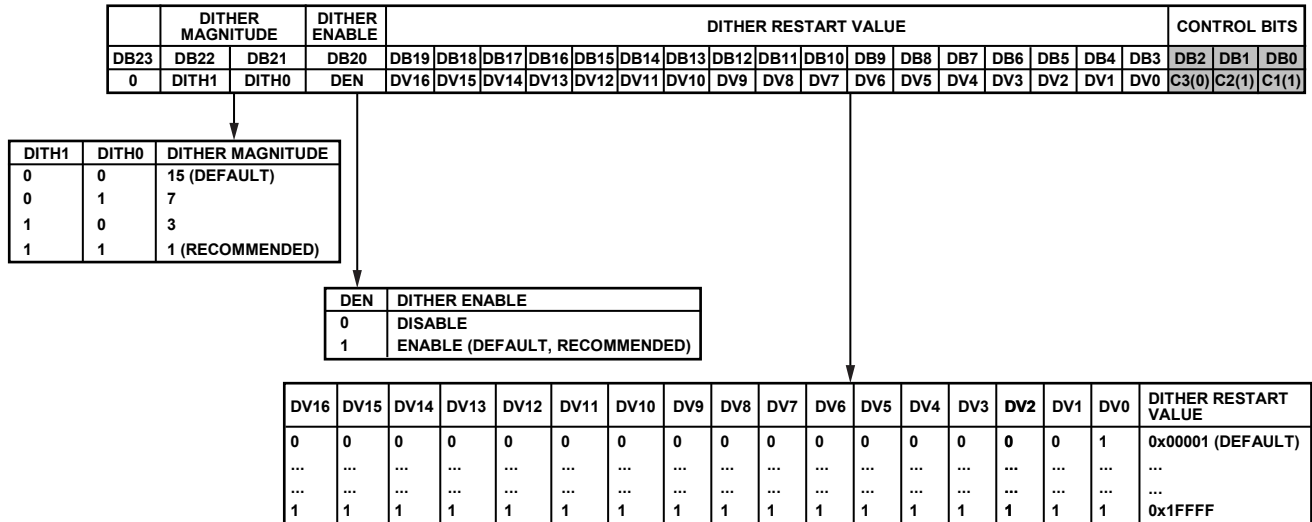 DITHER MAGNITUDE DITHER ENABLE DITHER RESTART VALUE CONTROL BITS
DB23 DB22 DB21 DB20 DB19 DB18 DB17 DB16 DB15 DB14 DB13 DB12 DB11 DB10 DB9 DB8 DB7 DB6 DB5 DB4 DB3 DB2 DB1 DB0
0 DITH1 DITH0 DEN DV16 DV15 DV14 DV13 DV12 DV11 DV10 DV9 DV8 DV7 DV6 DV5 DV4 DV3 DV2 DV1 DV0 C3(0) C2(1) C1(1)
DITH1 DITH0 DITHER MAGNITUDE
0 0 15 (DEFAULT)
0 1 7
1 0 3
1 1 1 (RECOMMENDED)
DEN DITHER ENABLE
0 DISABLE
1 ENABLE (DEFAULT, RECOMMENDED)
DV16 DV15 DV14 DV13 DV12 DV11 DV10 DV9 DV8 DV7 DV6 DV5 DV4 DV3 DV2 DV1 DV0 DITHER RESTART VALUE
0 0 0 0 0 0 0 0 0 0 0 0 0 0 0 0 1 0x00001 (DEFAULT)
... ... ... ... ... ... ... ... ... ... ... ... ... ... ... ... ... ...
... ... ... ... ... ... ... ... ... ... ... ... ... ... ... ... ... ...
1 1 1 1 1 1 1 1 1 1 1 1 1 1 1 1 1 0x1FFFF